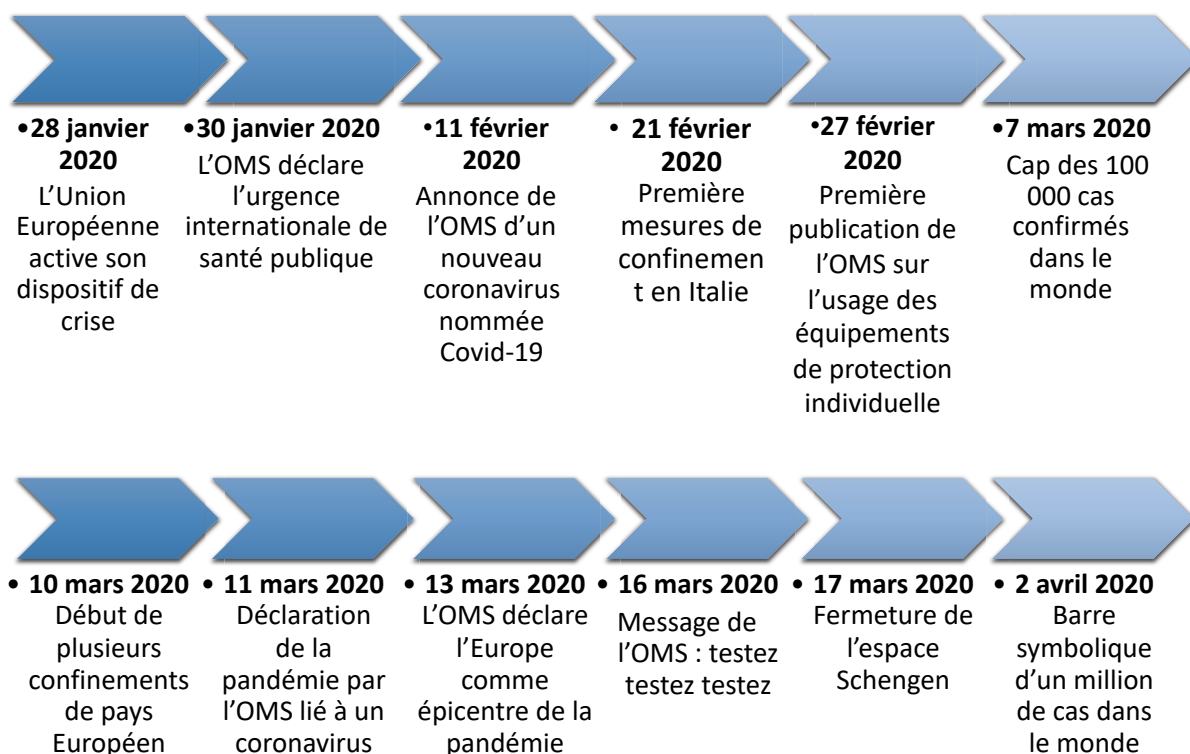 •28 janvier
2020
L’Union
Européenne
active son
dispositif de
crise
•30 janvier 2020
L’OMS déclare
l’urgence
internationale de
santé publique
•11 février
2020
Annonce de
l’OMS d’un
nouveau
coronavirus
nommée
Covid-19
• 21 février
2020
Première
mesures de
confinemen
t en Italie
•27 février
2020
Première
publication de
l’OMS sur
l’usage des
équipements
de protection
individuelle
•7 mars 2020
Cap des 100
000 cas
confirmés
dans le
monde
• 10 mars 2020
Début de
plusieurs
confinements
de pays
Européen
• 11 mars 2020
Déclaration
de la
pandémie par
l’OMS lié à un
coronavirus
• 13 mars 2020
L’OMS déclare
l’Europe
comme
épicentre de la
pandémie
• 16 mars 2020
Message de
l’OMS : testez
testez testez
• 17 mars 2020
Fermeture de
l’espace
Schengen
• 2 avril 2020
Barre
symbolique
d’un million
de cas dans
le monde